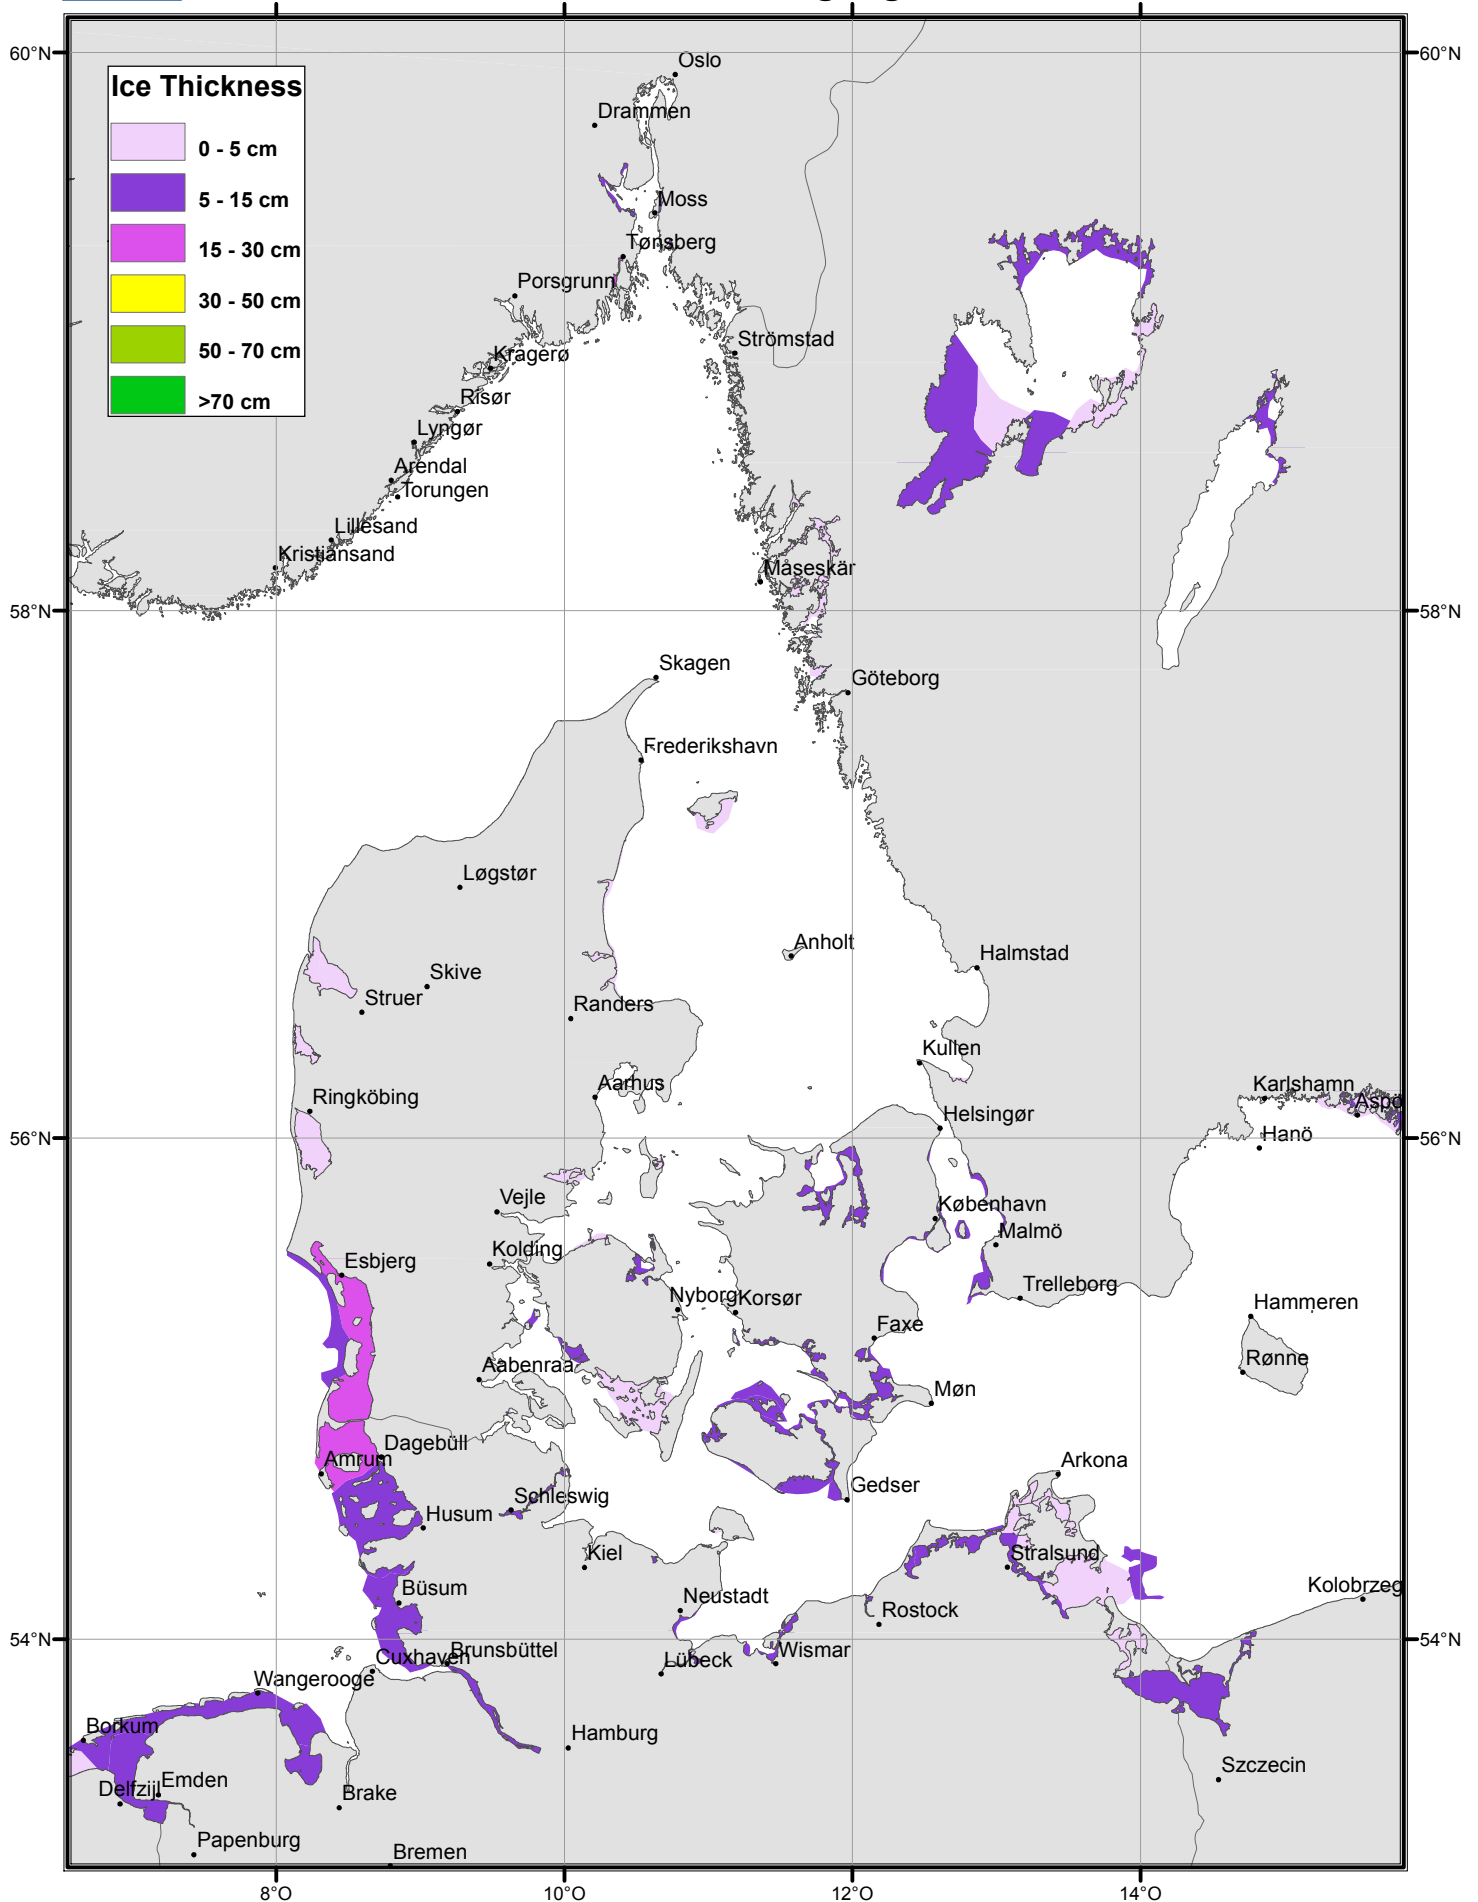 60°N
60°N
Oslo
Ice Thickness
Drammen
0 - 5 cm
5 - 15 cm
Moss
15 - 30 cm
Tønsberg
Porsgrunn
30 - 50 cm
Strömstad
50 - 70 cm
Kragerø
>70 cm
Risør
Lyngør
Arendal
Torungen
Lillesand
Kristiansand
Måseskär
58°N
58°N
Skagen
Göteborg
Frederikshavn
Løgstør
Anholt
Halmstad
Skive
Struer
Randers
Kullen
Aarhus
Karlshamn
Ringköbing
Aspö
Helsingør
Hanö
56°N
56°N
Vejle
København
Malmö
Kolding
Esbjerg
Trelleborg
Nyborg
Korsør
Hammeren
Faxe
Rønne
Aabenraa
Møn
Dagebüll
Amrum
Arkona
Gedser
Schleswig
Husum
Kiel
Stralsund
Büsum
Kolobrzeg
Neustadt
Rostock
54°N
54°N
Brunsbüttel
Wismar
Cuxhaven
Lübeck
Wangerooge
Borkum
Hamburg
Szczecin
Emden
Delfzijl
Brake
Papenburg
Bremen
8°O
10°O
12°O
14°O